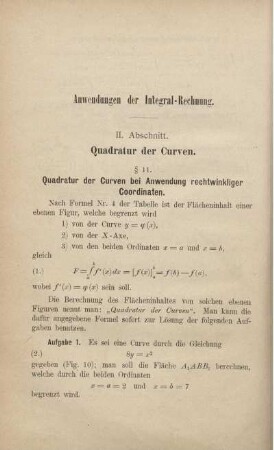 Anwendungen der Integral-Rechnung.
II. Abschnitt.
Quadratur der Curven.
§ 11.
Quadratur der Curven bei Anwendung rechtwinkliger
Coordinaten.
Nach Formel Nr. 4 der Tabelle ist der Flächeninhalt einer
ebenen Figur, welche begrenzt wird
1) von der Curve y = φ(x),
2) von der X-Axe,
3) von den beiden Ordinaten x = a und x = b,
gleich
(1.) F = ∫ₐᵇ f'(x) dx = [f(x)]ₐᵇ = f(b) − f(a),
wobei f'(x) = φ(x) sein soll.
Die Berechnung des Flächeninhaltes von solchen ebenen
Figuren nennt man: „Quadratur der Curven“. Man kann die
dafür angegebene Formel sofort zur Lösung der folgenden Auf-
gaben benutzen.
Aufgabe 1. Es sei eine Curve durch die Gleichung
(2.) 8y = x²
gegeben (Fig. 10); man soll die Fläche A₁ABB₁ berechnen,
welche durch die beiden Ordinaten
x = a = 2 und x = b = 7
begrenzt wird.